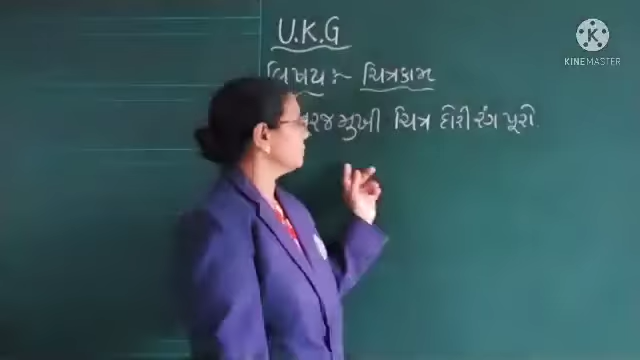 U.K.G
વિષય :- ચિત્રકામ
ચિત્ર દોરી રંગ પૂરો.
KINEMASTER